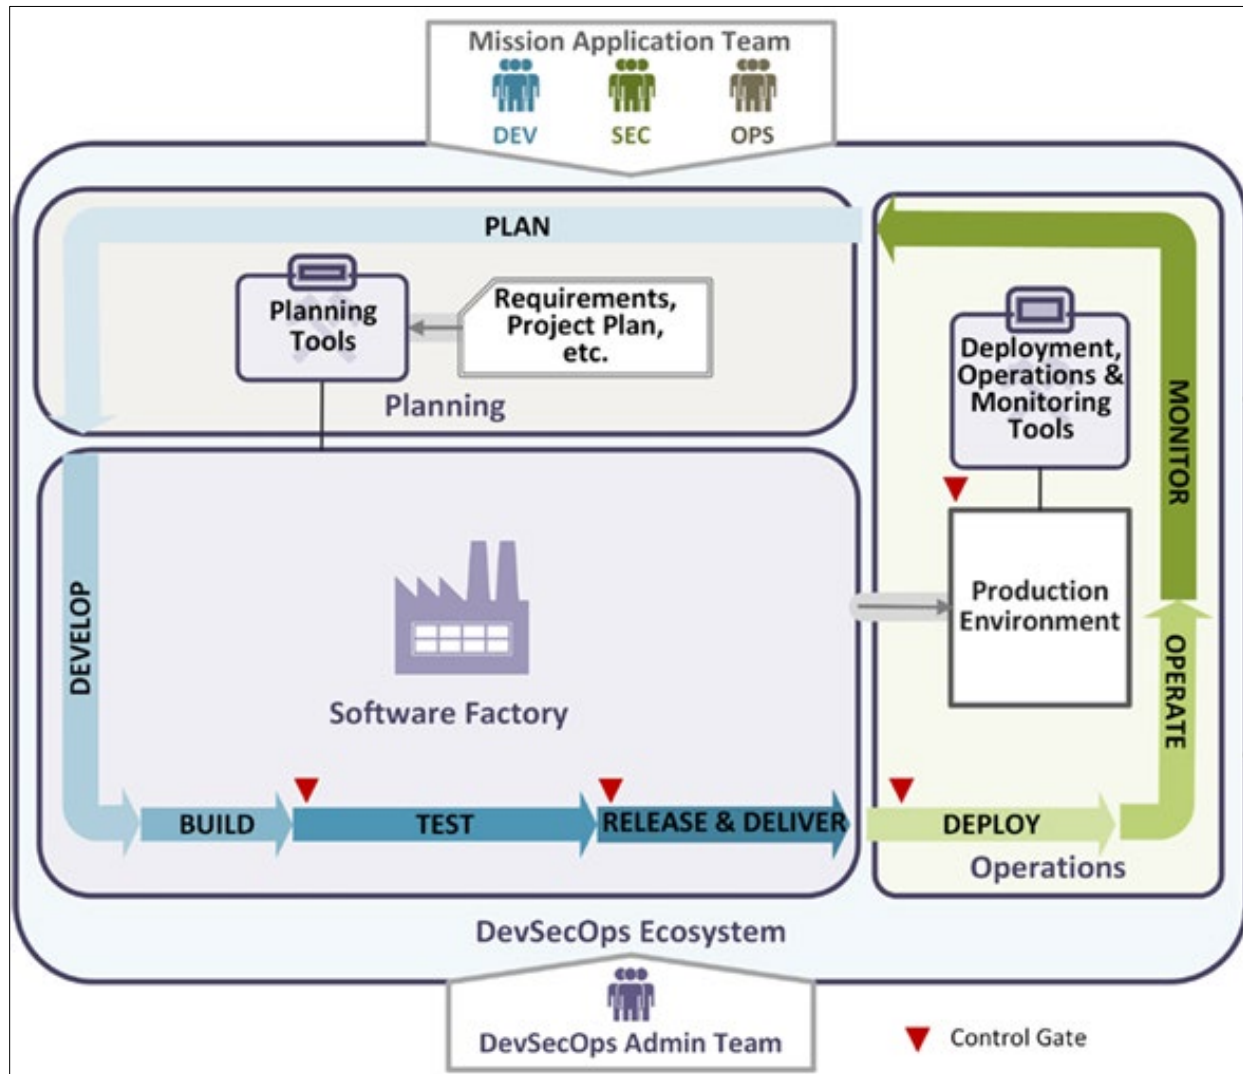 Mission Application Team
DEV
SEC
OPS
PLAN
Planning
Tools
Requirements,
Project Plan,
etc.
Planning
Deployment,
Operations &
Monitoring
Tools
MONITOR
DEVELOP
Software Factory
Production
Environment
OPERATE
BUILD
TEST
RELEASE & DELIVER
DEPLOY
Operations
DevSecOps Ecosystem
DevSecOps Admin Team
Control Gate